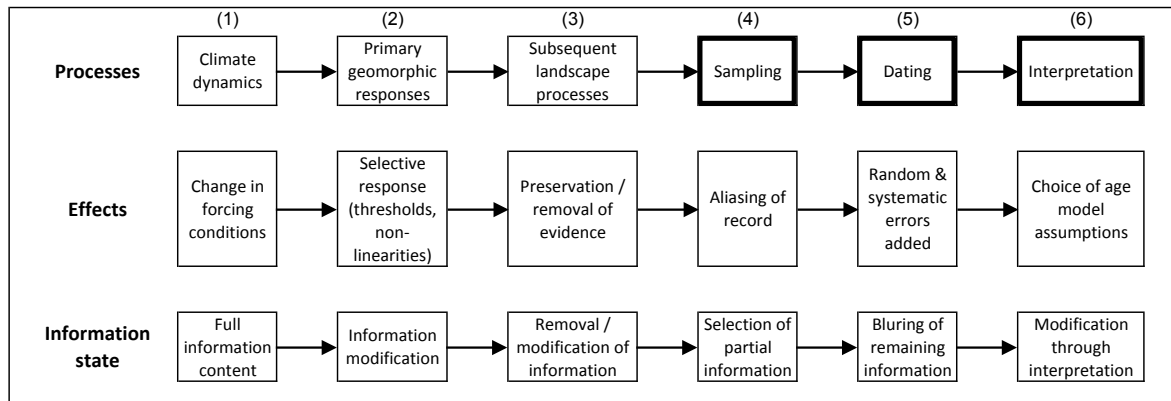 (1) (2) (3) (4) (5) (6)
Processes
Climate
dynamics
Primary
geomorphic
responses
Subsequent
landscape
processes
Sampling
Dating
Interpretation
Effects
Change in
forcing
conditions
Selective
response
(thresholds,
non-
linearities)
Preservation /
removal of
evidence
Aliasing of
record
Random &
systematic
errors
added
Choice of age
model
assumptions
Information
state
Full
information
content
Information
modification
Removal /
modification of
information
Selection of
partial
information
Bluring of
remaining
information
Modification
through
interpretation